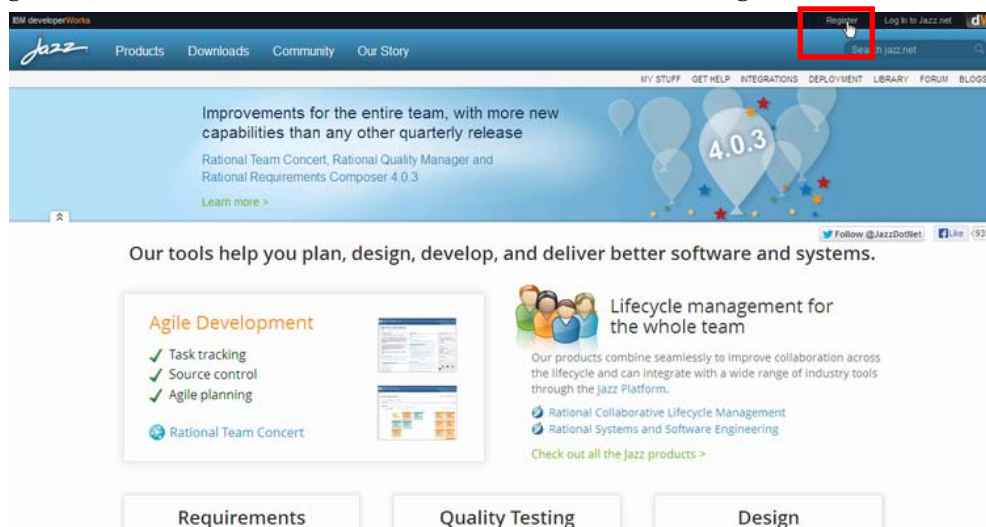 IBM developerWorks
Register Log In to Jazz.net
Jazz Products Downloads Community Our Story
Search jazz.net
MY STUFF GET HELP INTEGRATIONS DEPLOYMENT LIBRARY FORUM BLOGS
Improvements for the entire team, with more new
capabilities than any other quarterly release
Rational Team Concert, Rational Quality Manager and
Rational Requirements Composer 4.0.3
Learn more >
4.0.3
Follow @JazzDotNet Like
Our tools help you plan, design, develop, and deliver better software and systems.
Agile Development
Task tracking
Source control
Agile planning
Rational Team Concert
Lifecycle management for
the whole team
Our products combine seamlessly to improve collaboration across
the lifecycle and can integrate with a wide range of industry tools
through the Jazz Platform.
Rational Collaborative Lifecycle Management
Rational Systems and Software Engineering
Check out all the Jazz products >
Requirements Quality Testing Design